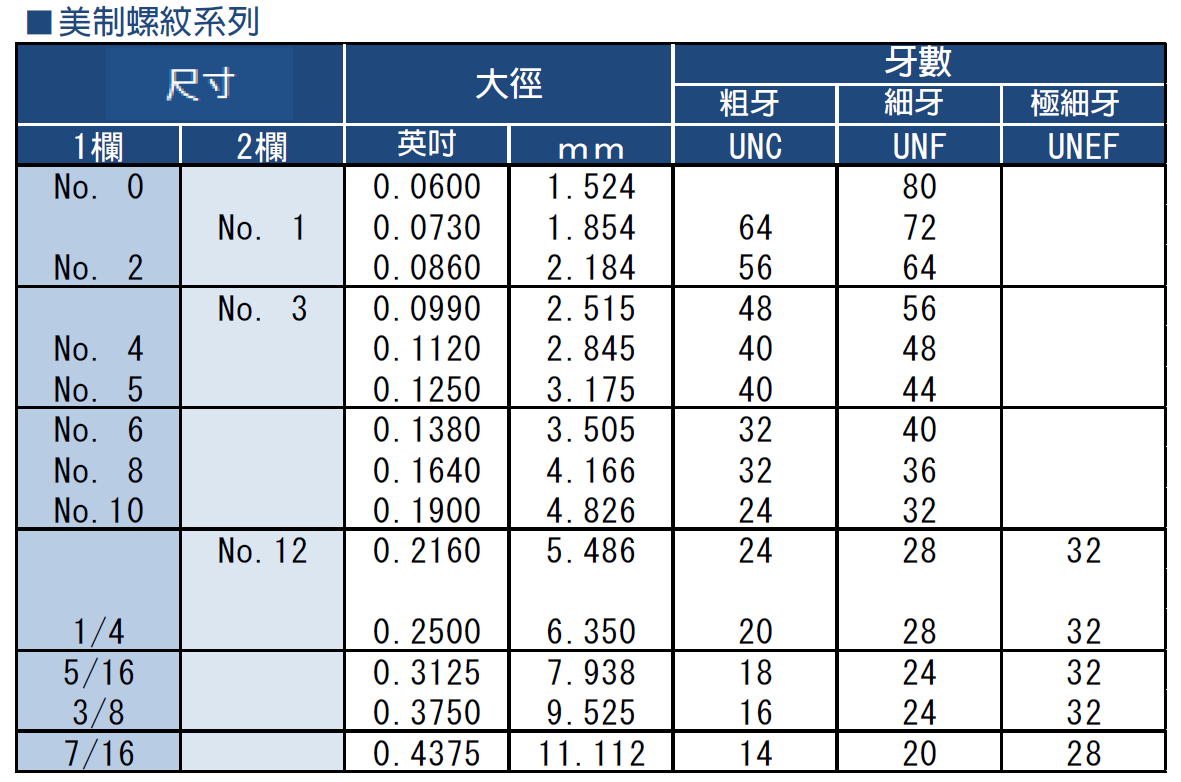 ■美制螺紋系列
尺寸 大徑 牙數
粗牙 細牙 極細牙
1欄 2欄 英吋 mm UNC UNF UNEF
No. 0 0.0600 1.524 80
No. 1 0.0730 1.854 64 72
No. 2 0.0860 2.184 56 64
No. 3 0.0990 2.515 48 56
No. 4 0.1120 2.845 40 48
No. 5 0.1250 3.175 40 44
No. 6 0.1380 3.505 32 40
No. 8 0.1640 4.166 32 36
No.10 0.1900 4.826 24 32
No.12 0.2160 5.486 24 28 32
1/4 0.2500 6.350 20 28 32
5/16 0.3125 7.938 18 24 32
3/8 0.3750 9.525 16 24 32
7/16 0.4375 11.112 14 20 28